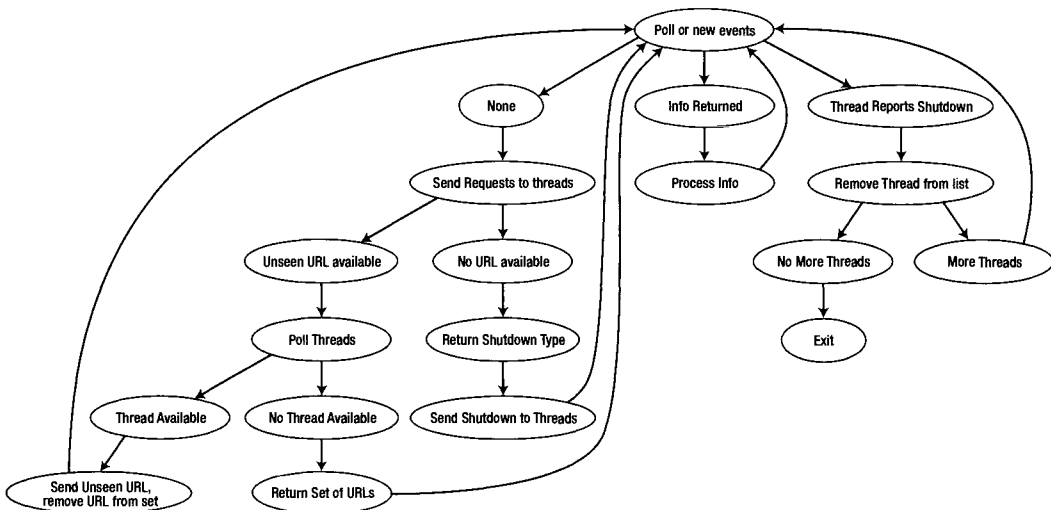 Poll or new events
None
Info Returned
Thread Reports Shutdown
Send Requests to threads
Process Info
Remove Thread from list
Unseen URL available
No URL available
No More Threads
More Threads
Poll Threads
Return Shutdown Type
Exit
Thread Available
No Thread Available
Send Shutdown to Threads
Send Unseen URL,
remove URL from set
Return Set of URLs